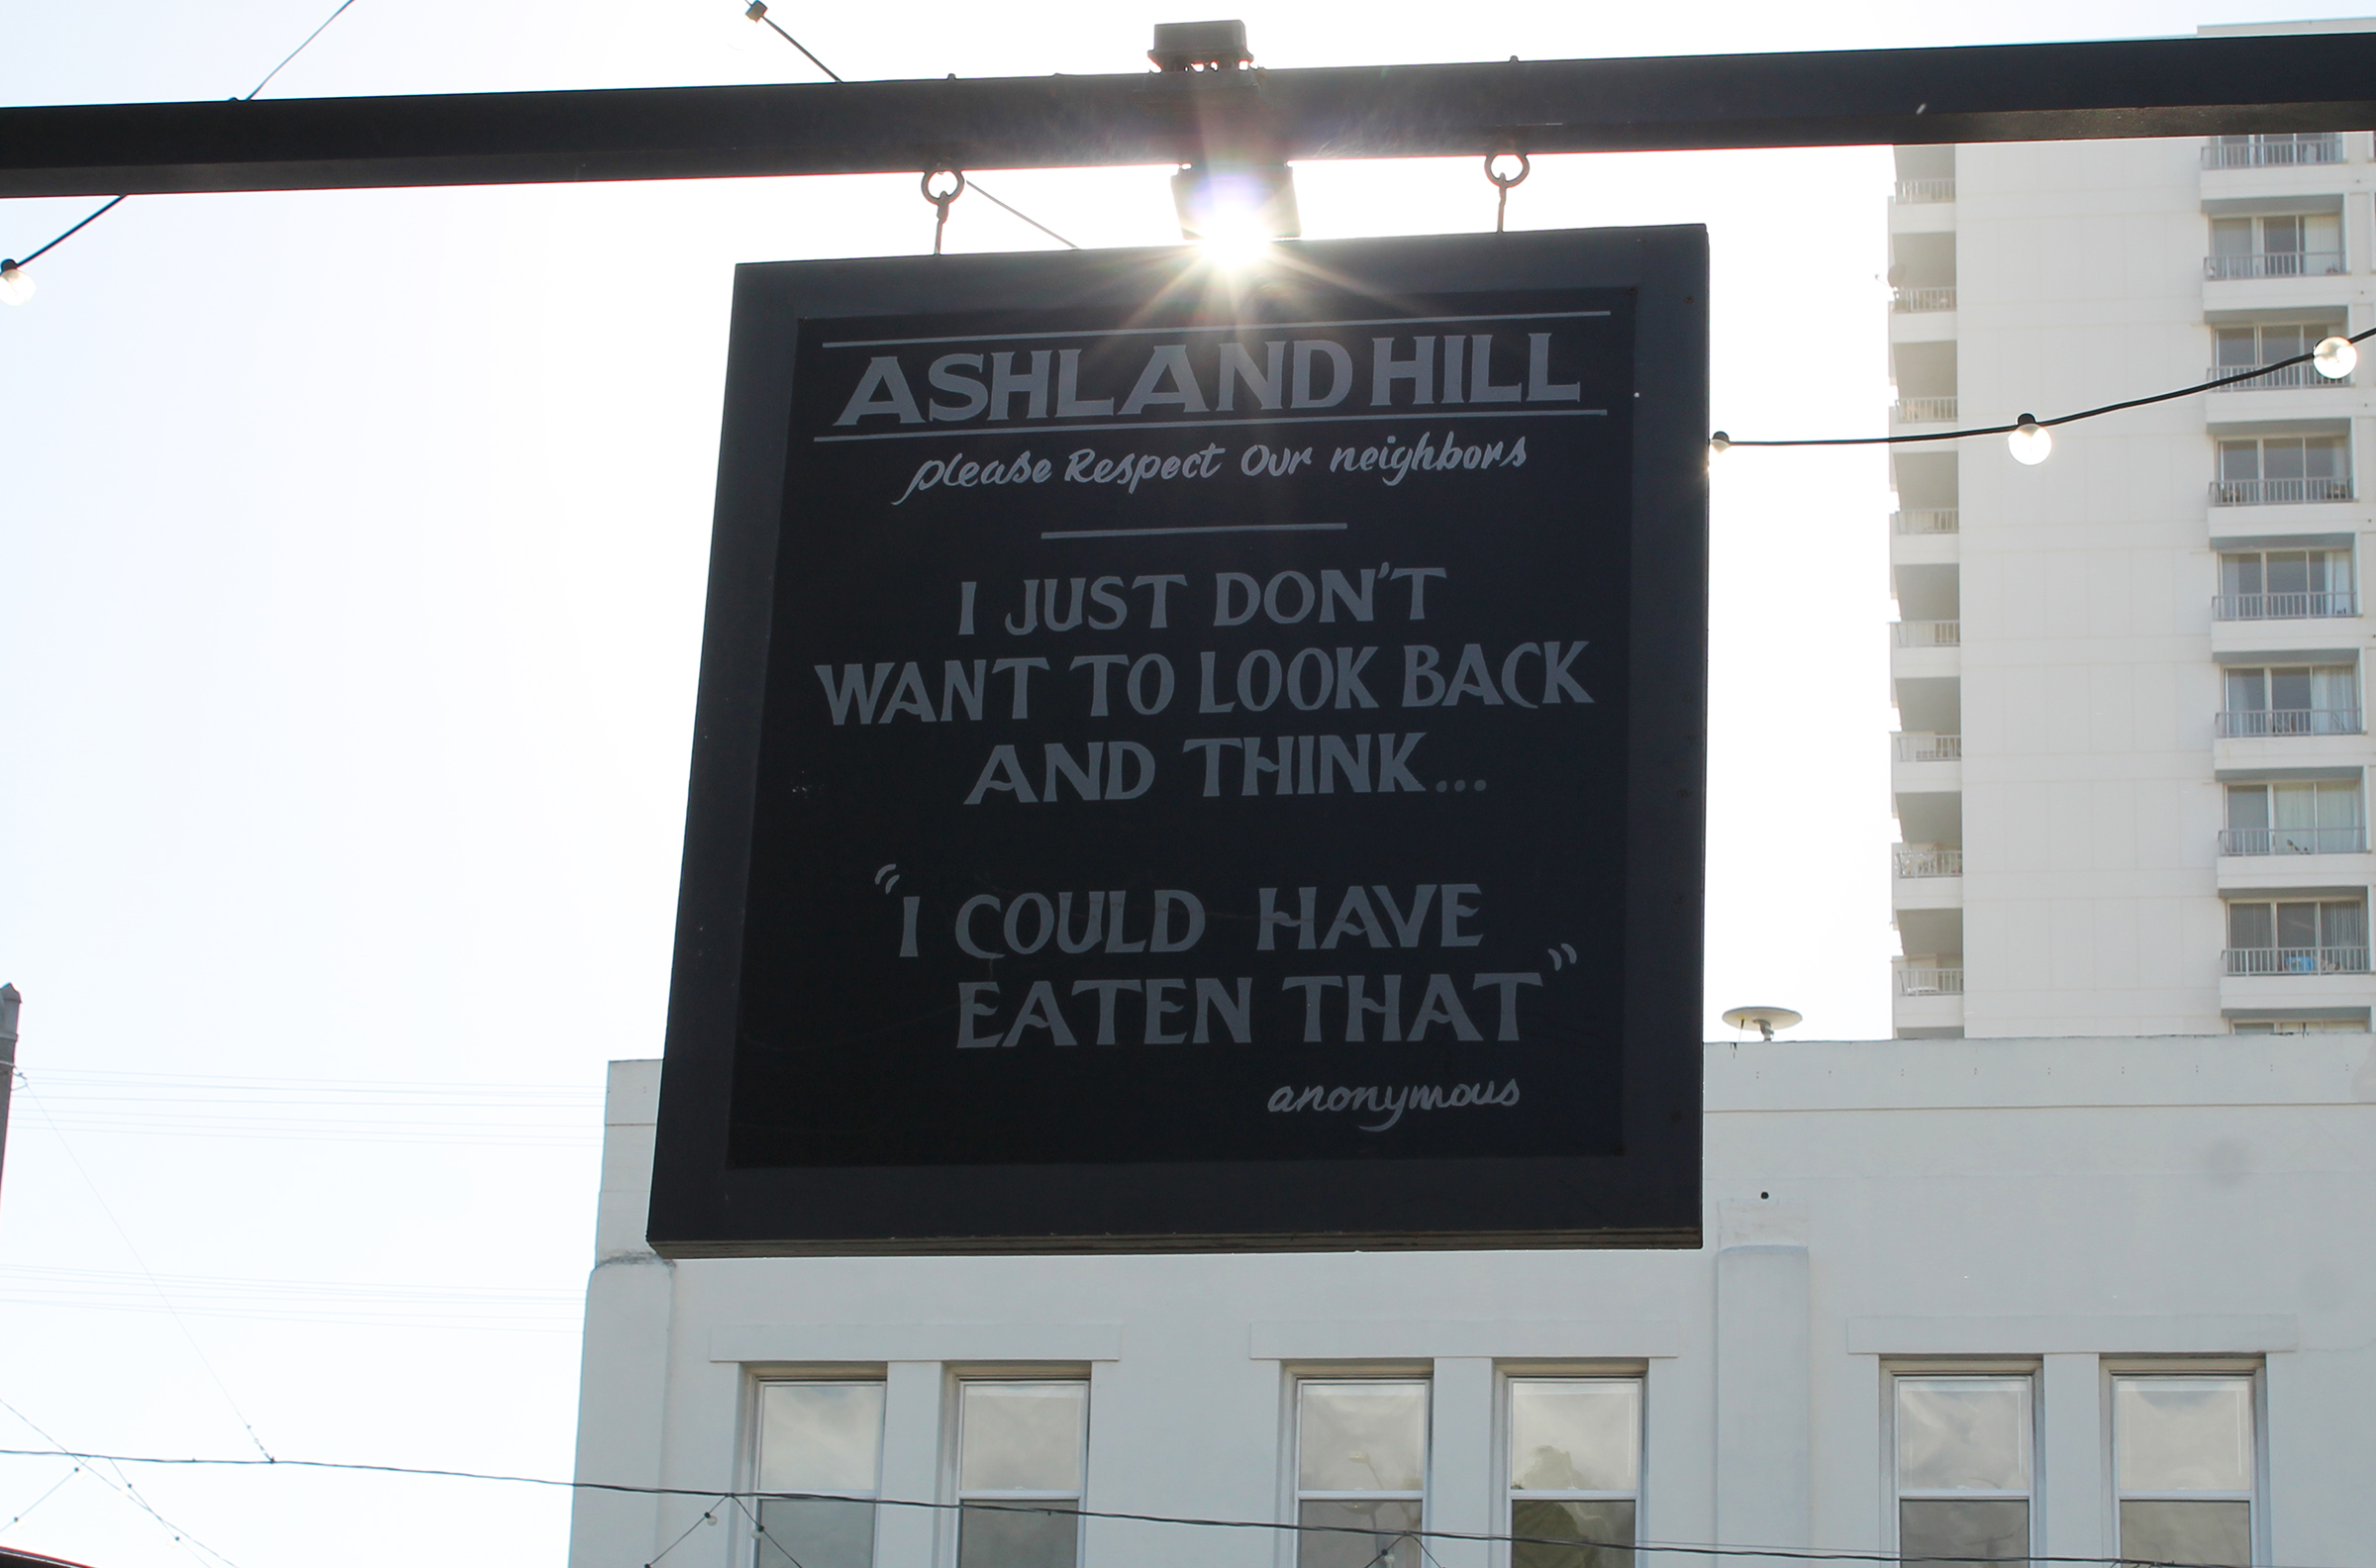 ASHLAND HILL
please Respect Our neighbors
I JUST DON'T
WANT TO LOOK BACK
AND THINK...
"I COULD HAVE
EATEN THAT"
anonymous